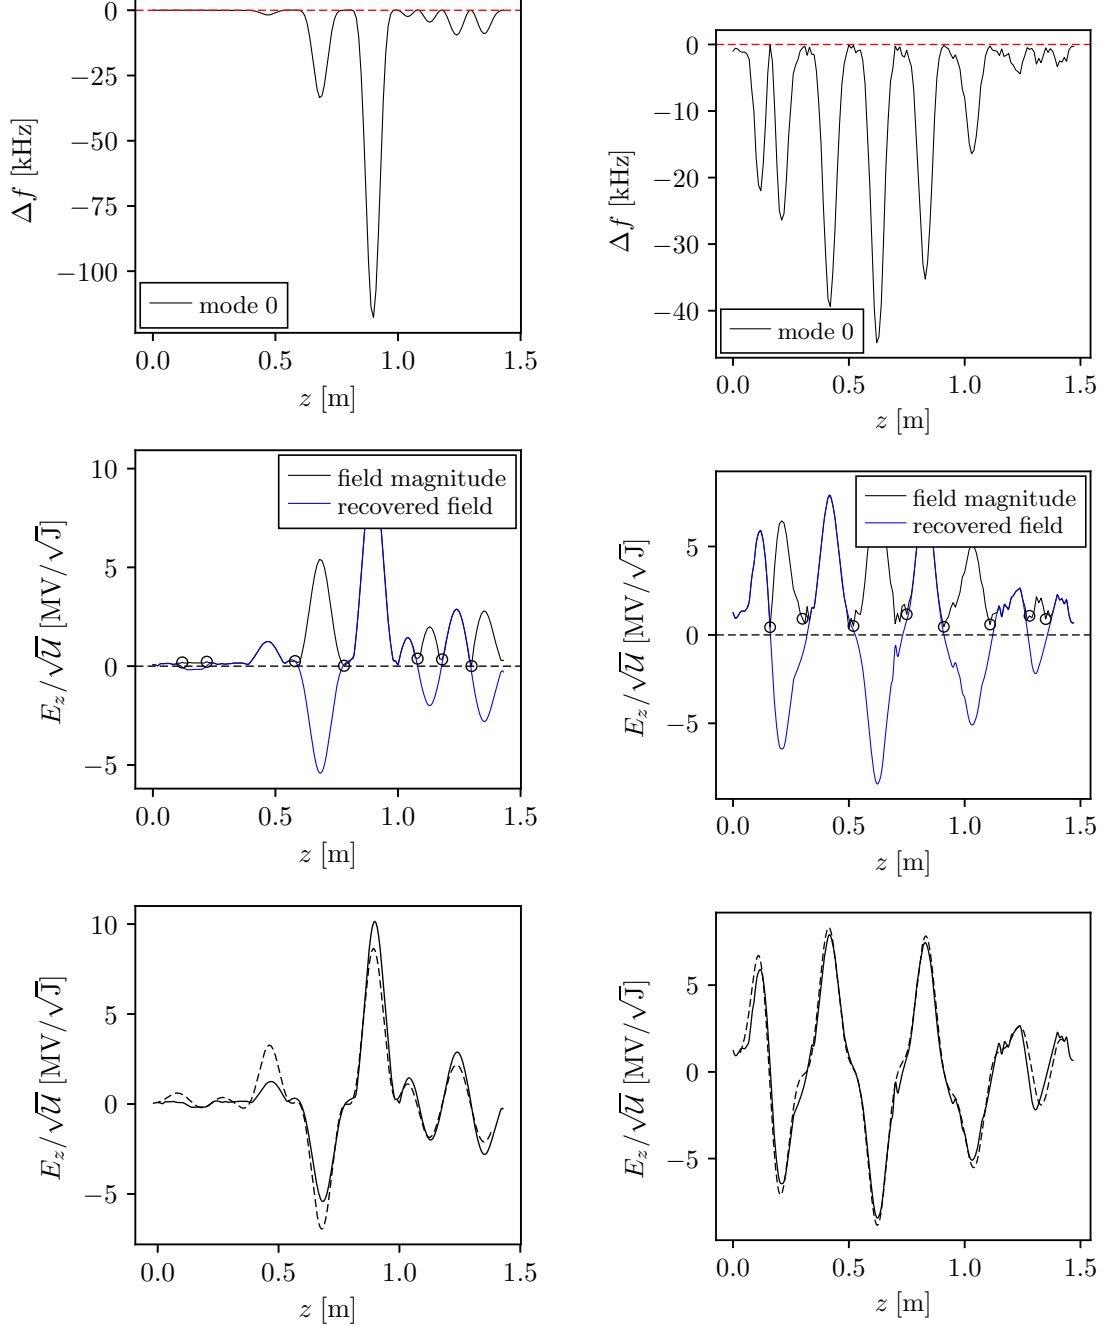 0
−25
−50
−75
−100
Δf [kHz]
mode 0
0.0 0.5 1.0 1.5
z [m]
0
−10
−20
−30
−40
Δf [kHz]
mode 0
0.0 0.5 1.0 1.5
z [m]
10
5
0
−5
E_z/√𝒰 [MV/√J]
field magnitude
recovered field
0.0 0.5 1.0 1.5
z [m]
5
0
−5
E_z/√𝒰 [MV/√J]
field magnitude
recovered field
0.0 0.5 1.0 1.5
z [m]
10
5
0
−5
E_z/√𝒰 [MV/√J]
0.0 0.5 1.0 1.5
z [m]
5
0
−5
E_z/√𝒰 [MV/√J]
0.0 0.5 1.0 1.5
z [m]